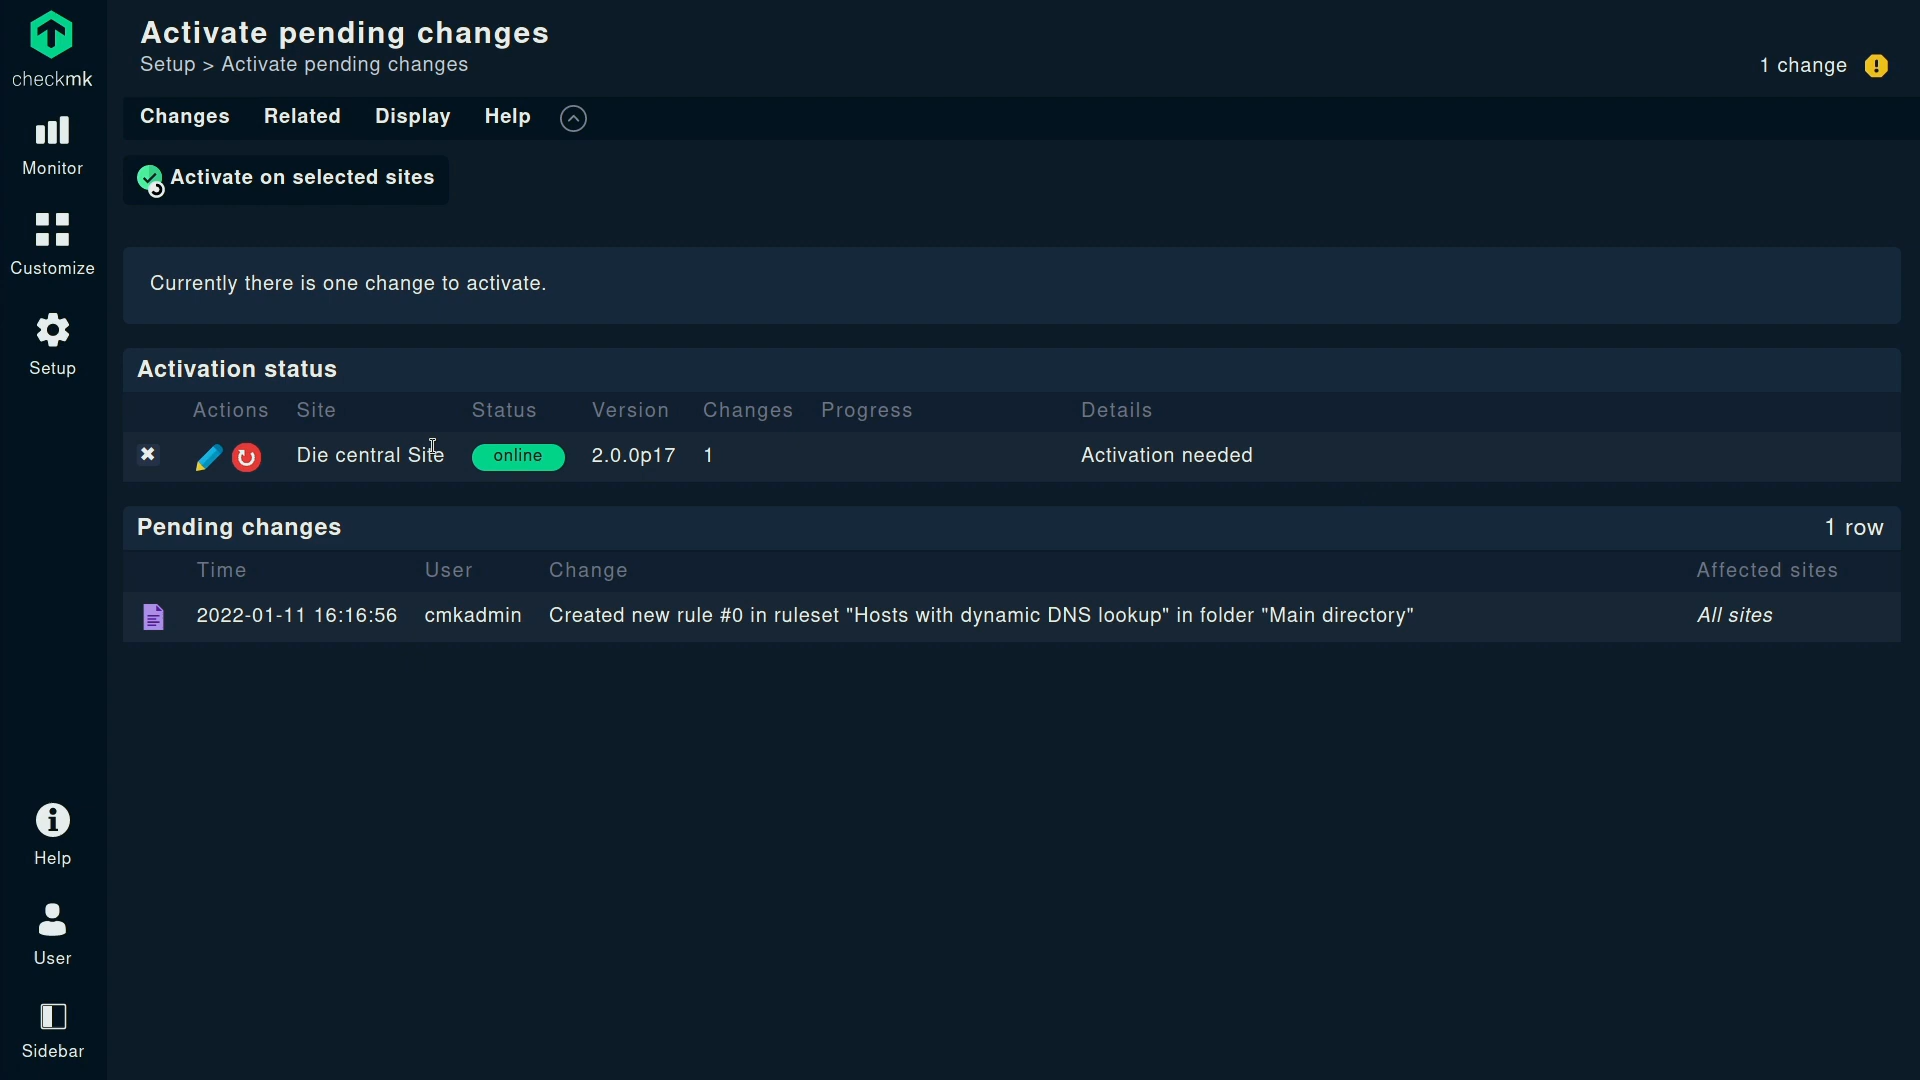 checkmk
Monitor
Customize
Setup
Help
User
Sidebar
Activate pending changes
Setup > Activate pending changes
1 change
Changes Related Display Help
Activate on selected sites
Currently there is one change to activate.
Activation status
Actions Site Status Version Changes Progress Details
Die central Site online 2.0.0p17 1 Activation needed
Pending changes 1 row
Time User Change Affected sites
2022-01-11 16:16:56 cmkadmin Created new rule #0 in ruleset "Hosts with dynamic DNS lookup" in folder "Main directory" All sites